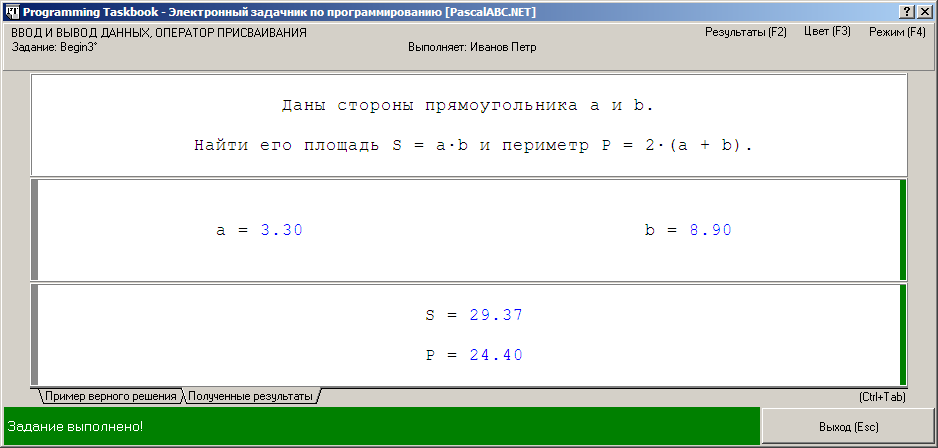 Programming Taskbook - Электронный задачник по программированию [PascalABC.NET]
ВВОД И ВЫВОД ДАННЫХ, ОПЕРАТОР ПРИСВАИВАНИЯ
Результаты (F2) Цвет (F3) Режим (F4)
Задание: Begin3* Выполняет: Иванов Петр
Даны стороны прямоугольника a и b.
Найти его площадь S = a·b и периметр P = 2·(a + b).
a = 3.30 b = 8.90
S = 29.37
P = 24.40
Пример верного решения Полученные результаты (Ctrl+Tab)
Задание выполнено! Выход (Esc)